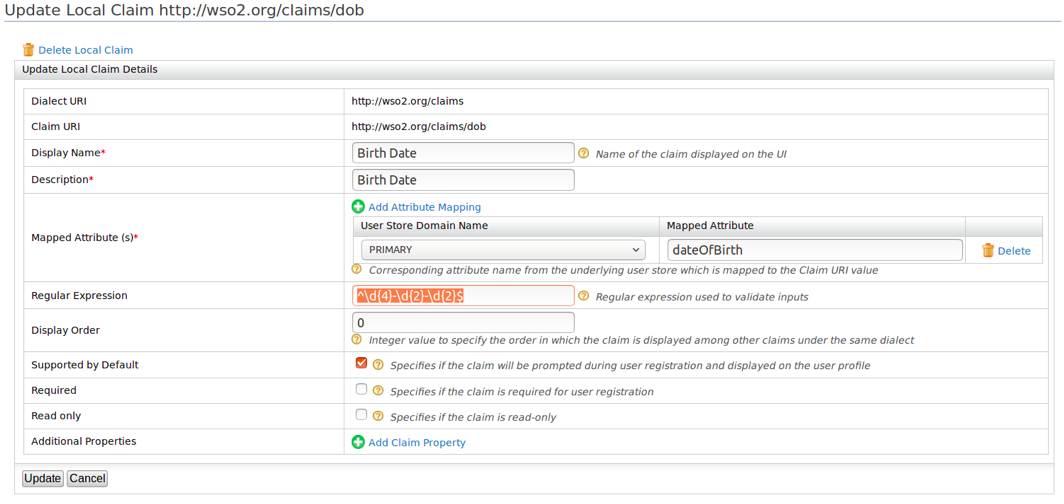 Update Local Claim http://wso2.org/claims/dob
Delete Local Claim
Update Local Claim Details
Dialect URI http://wso2.org/claims
Claim URI http://wso2.org/claims/dob
Display Name* Birth Date Name of the claim displayed on the UI
Description* Birth Date
Add Attribute Mapping
User Store Domain Name Mapped Attribute
Mapped Attribute (s)* PRIMARY dateOfBirth Delete
Corresponding attribute name from the underlying user store which is mapped to the Claim URI value
Regular Expression ^\d{4}-\d{2}-\d{2}$ Regular expression used to validate inputs
Display Order 0
Integer value to specify the order in which the claim is displayed among other claims under the same dialect
Supported by Default Specifies if the claim will be prompted during user registration and displayed on the user profile
Required Specifies if the claim is required for user registration
Read only Specifies if the claim is read-only
Additional Properties Add Claim Property
Update Cancel